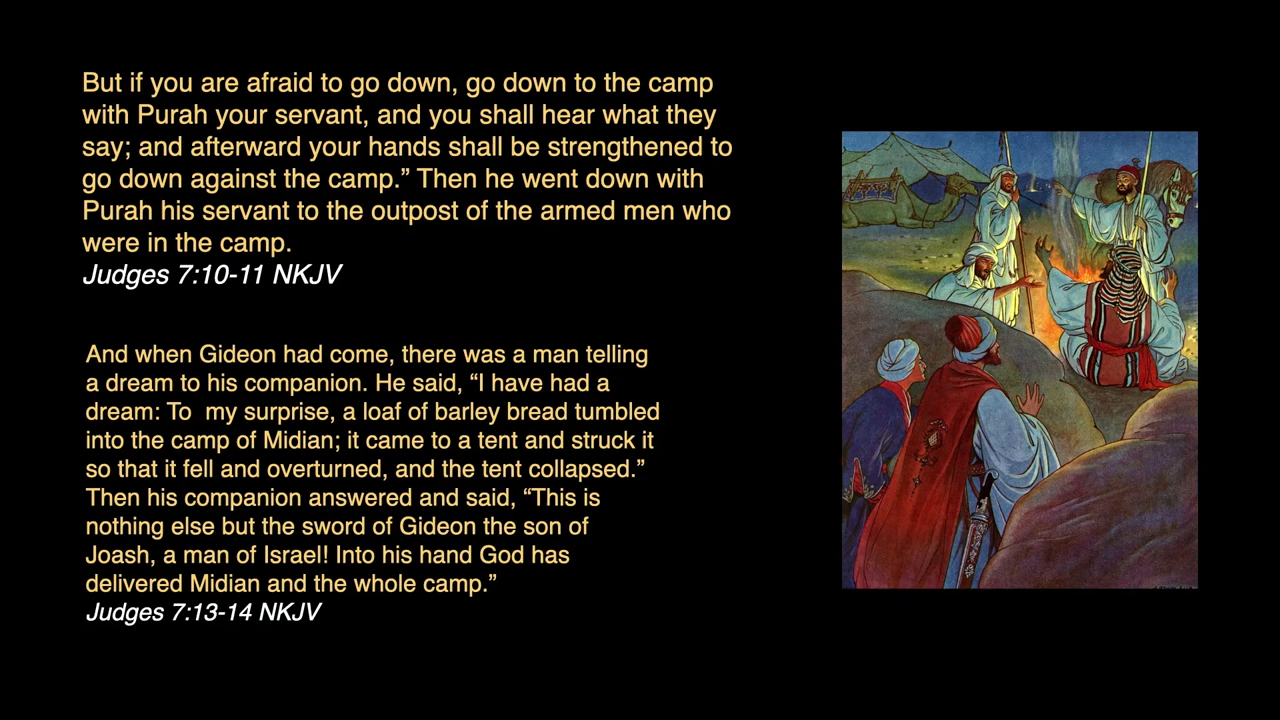 But if you are afraid to go down, go down to the camp
with Purah your servant, and you shall hear what they
say; and afterward your hands shall be strengthened to
go down against the camp.” Then he went down with
Purah his servant to the outpost of the armed men who
were in the camp.
Judges 7:10-11 NKJV
And when Gideon had come, there was a man telling
a dream to his companion. He said, “I have had a
dream: To  my surprise, a loaf of barley bread tumbled
into the camp of Midian; it came to a tent and struck it
so that it fell and overturned, and the tent collapsed.”
Then his companion answered and said, “This is
nothing else but the sword of Gideon the son of
Joash, a man of Israel! Into his hand God has
delivered Midian and the whole camp.”
Judges 7:13-14 NKJV